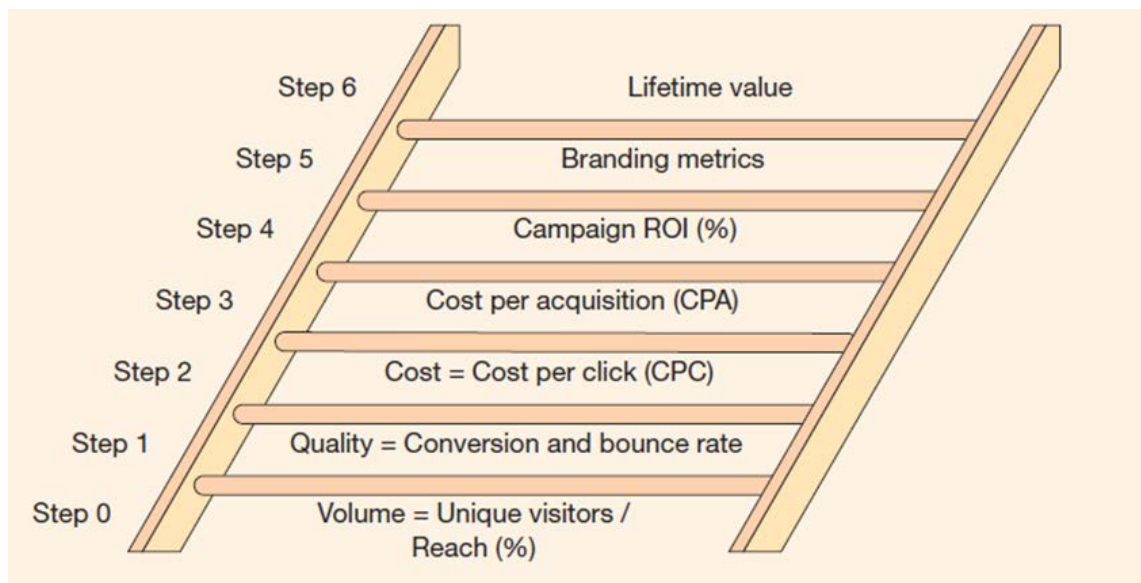 Step 6 Lifetime value
Step 5 Branding metrics
Step 4 Campaign ROI (%)
Step 3 Cost per acquisition (CPA)
Step 2 Cost = Cost per click (CPC)
Step 1 Quality = Conversion and bounce rate
Step 0 Volume = Unique visitors /
Reach (%)